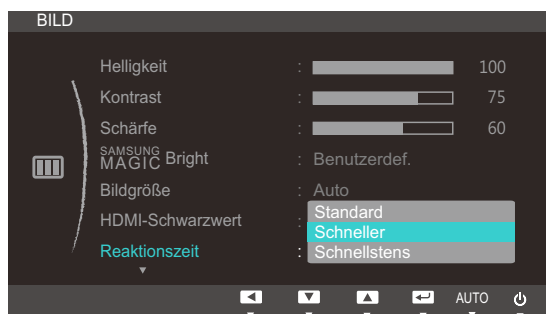 BILD
Helligkeit : 100
Kontrast : 75
Schärfe : 60
SAMSUNG MAGIC Bright : Benutzerdef.
Bildgröße : Auto
HDMI-Schwarzwert :
Reaktionszeit :
Standard
Schneller
Schnellstens
AUTO